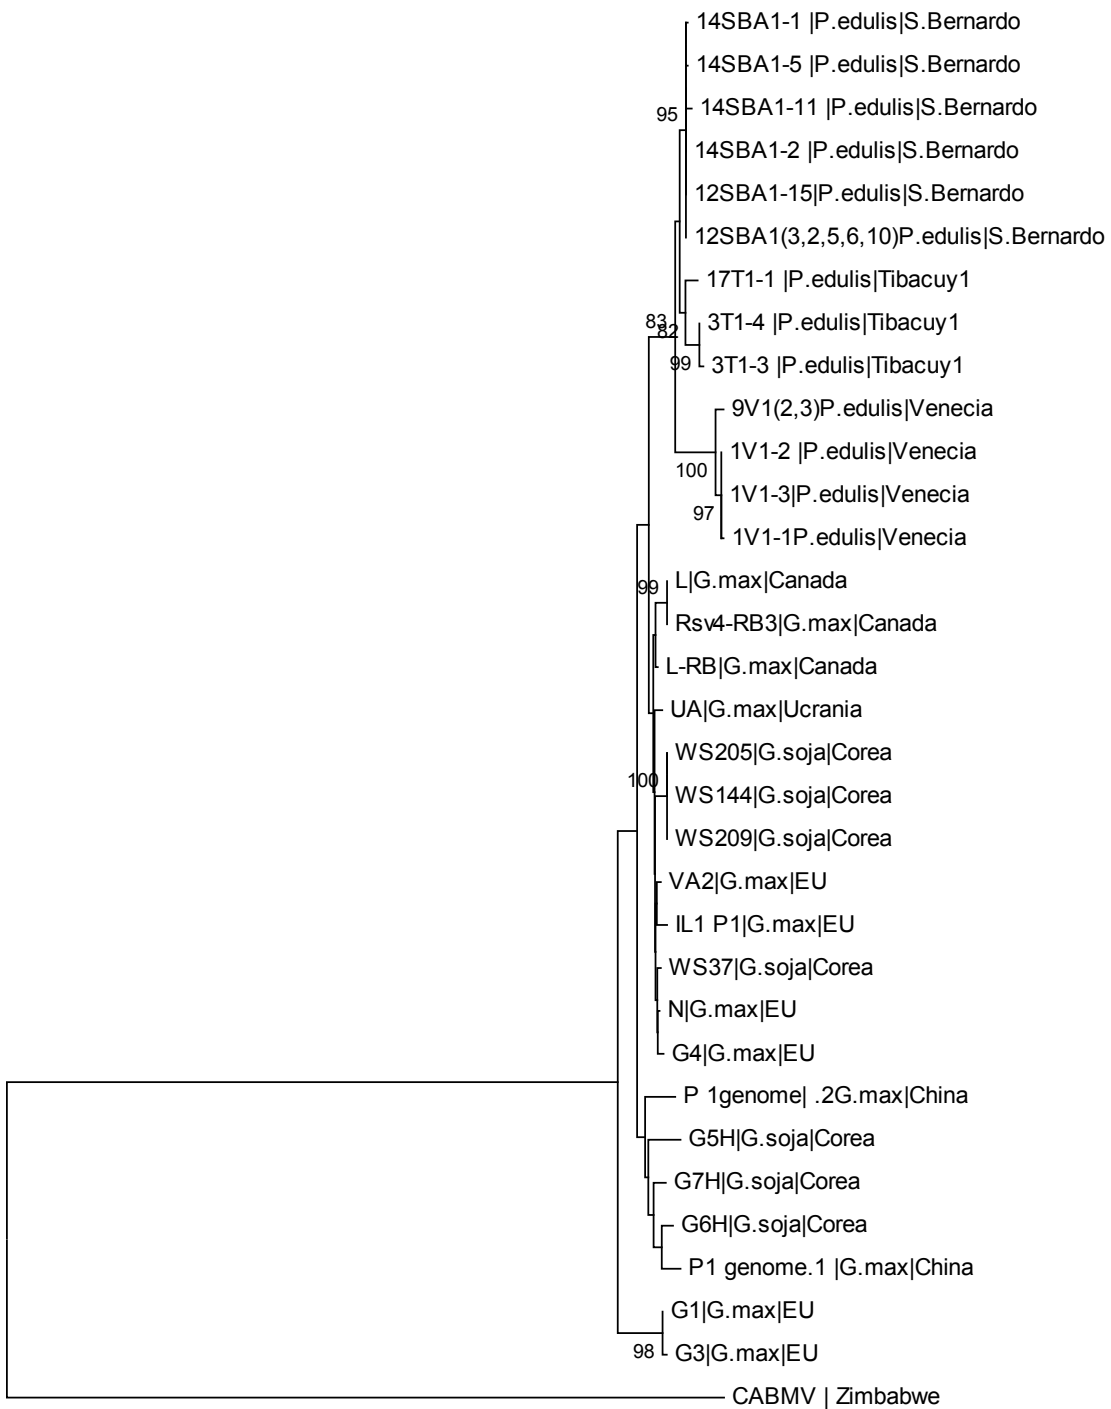 14SBA1-1 |P.edulis|S.Bernardo
14SBA1-5 |P.edulis|S.Bernardo
14SBA1-11 |P.edulis|S.Bernardo
95
14SBA1-2 |P.edulis|S.Bernardo
12SBA1-15|P.edulis|S.Bernardo
12SBA1(3,2,5,6,10)P.edulis|S.Bernardo
17T1-1 |P.edulis|Tibacuy1
83
82
3T1-4 |P.edulis|Tibacuy1
99
3T1-3 |P.edulis|Tibacuy1
9V1(2,3)P.edulis|Venecia
1V1-2 |P.edulis|Venecia
100
1V1-3|P.edulis|Venecia
97
1V1-1P.edulis|Venecia
99
L|G.max|Canada
Rsv4-RB3|G.max|Canada
L-RB|G.max|Canada
UA|G.max|Ucrania
WS205|G.soja|Corea
100
WS144|G.soja|Corea
WS209|G.soja|Corea
VA2|G.max|EU
IL1 P1|G.max|EU
WS37|G.soja|Corea
N|G.max|EU
G4|G.max|EU
P 1genome| .2G.max|China
G5H|G.soja|Corea
G7H|G.soja|Corea
G6H|G.soja|Corea
P1 genome.1 |G.max|China
G1|G.max|EU
98
G3|G.max|EU
CABMV | Zimbabwe